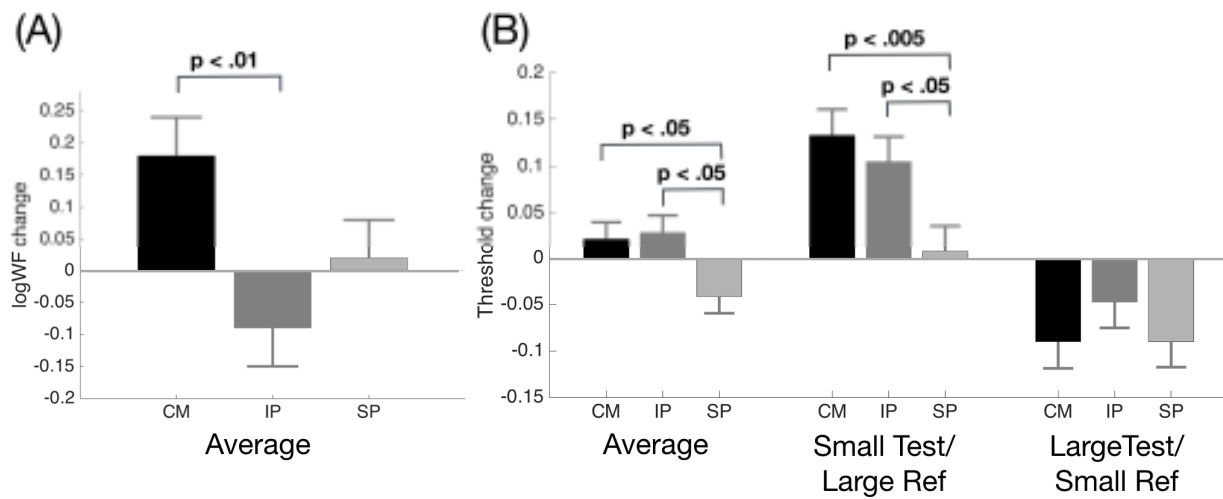 (A)
p < .01
logWF change
0.25
0.2
0.15
0.1
0.05
0
-0.05
-0.1
-0.15
-0.2
CM IP SP
Average
(B)
p < .005
p < .05
p < .05
p < .05
Threshold change
0.2
0.15
0.1
0.05
0
-0.05
-0.1
-0.15
CM IP SP CM IP SP CM IP SP
Average Small Test/ LargeTest/
Large Ref Small Ref